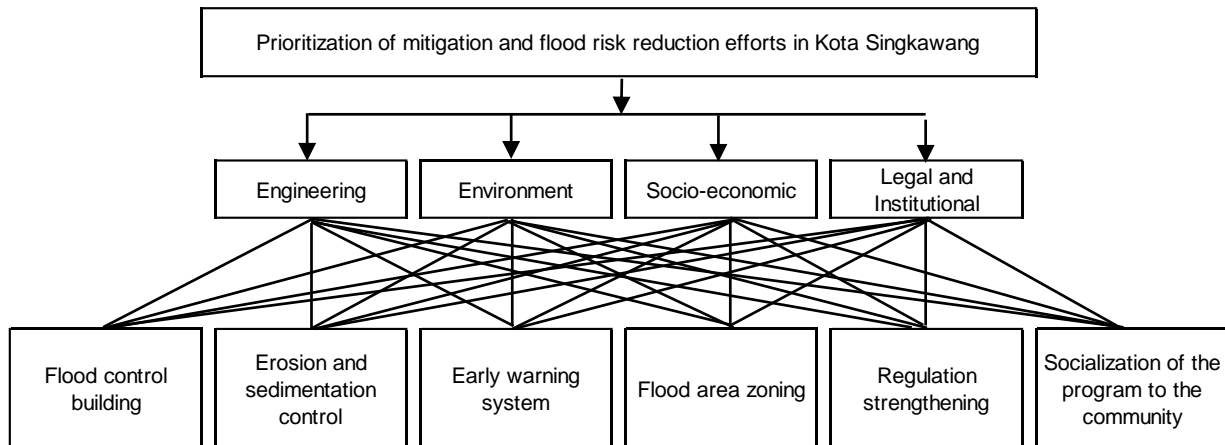 Prioritization of mitigation and flood risk reduction efforts in Kota Singkawang
Engineering
Environment
Socio-economic
Legal and
Institutional
Flood control
building
Erosion and
sedimentation
control
Early warning
system
Flood area zoning
Regulation
strengthening
Socialization of the
program to the
community